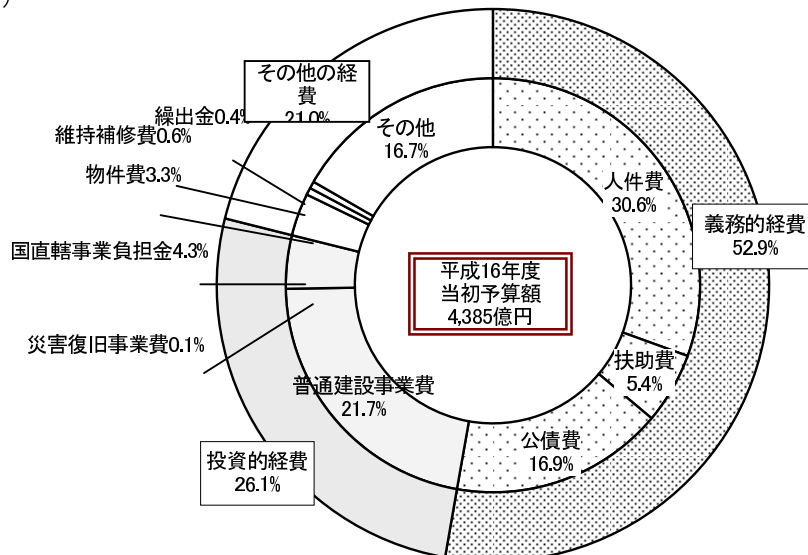 )
その他の経
費
21.0%
繰出金0.4%
維持補修費0.6%
物件費3.3%
国直轄事業負担金4.3%
災害復旧事業費0.1%
その他
16.7%
人件費
30.6%
義務的経費
52.9%
平成16年度
当初予算額
4,385億円
扶助費
5.4%
普通建設事業費
21.7%
公債費
16.9%
投資的経費
26.1%